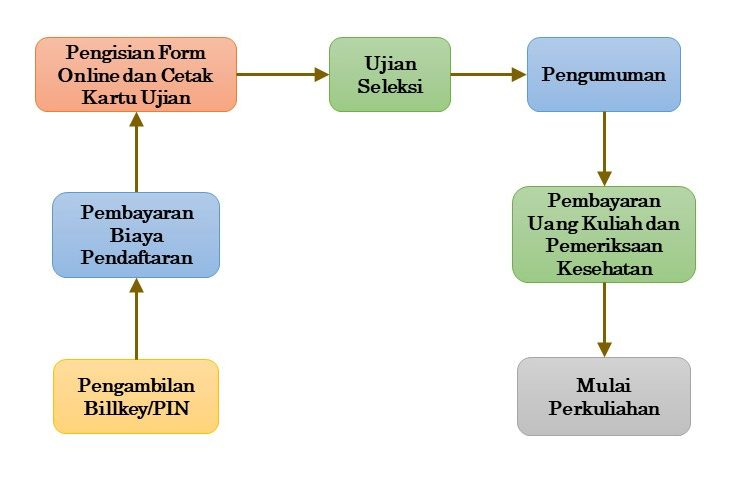 Pengisian Form
Online dan Cetak
Kartu Ujian
Ujian
Seleksi
Pengumuman
Pembayaran
Biaya
Pendaftaran
Pembayaran
Uang Kuliah dan
Pemeriksaan
Kesehatan
Pengambilan
Billkey/PIN
Mulai
Perkuliahan